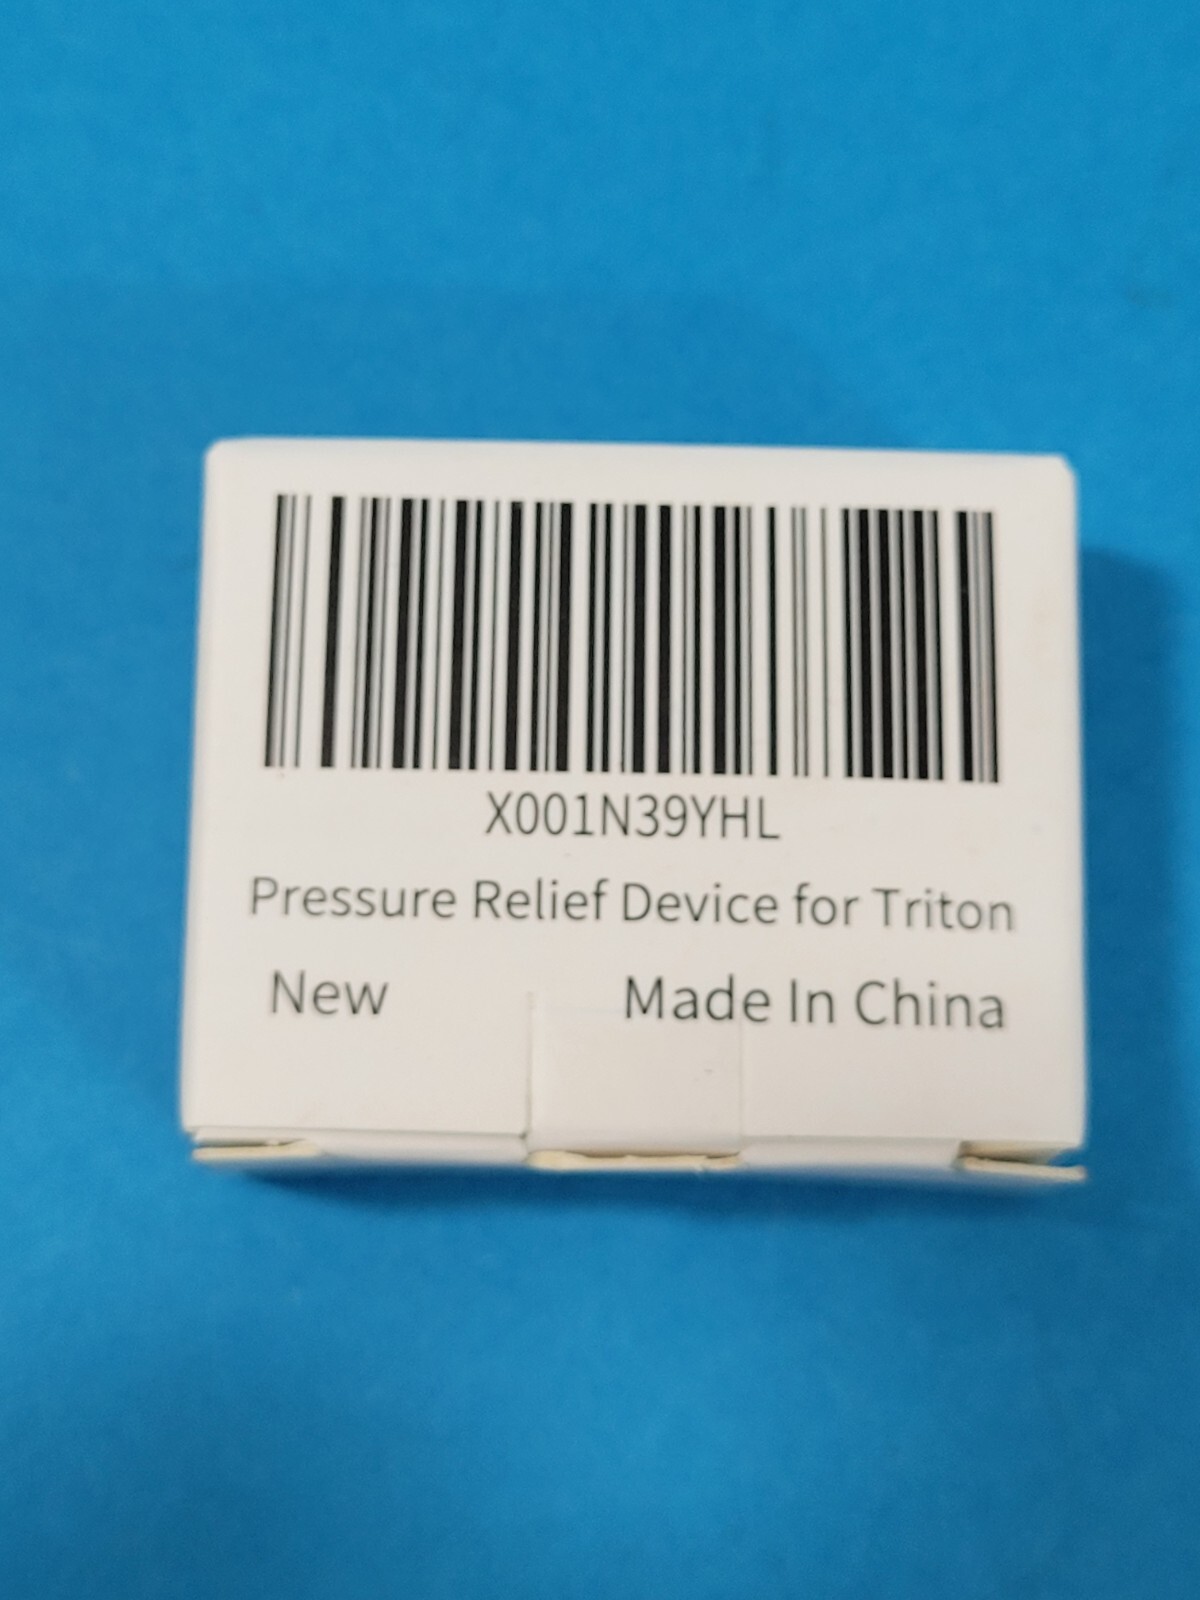 X001N39YHL
Pressure Relief Device for Triton
New Made In China